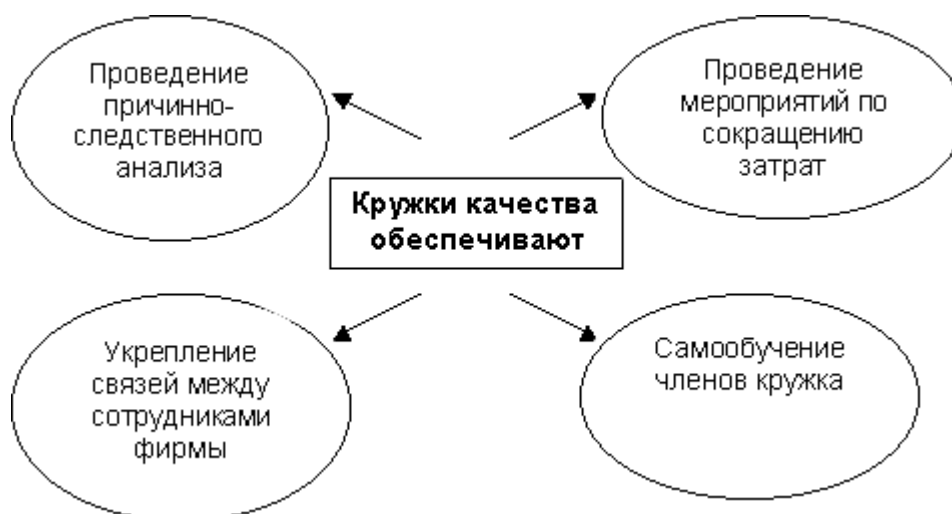 Проведение
причинно-
следственного
анализа
Проведение
мероприятий по
сокращению
затрат
Кружки качества
обеспечивают
Укрепление
связей между
сотрудниками
фирмы
Самообучение
членов кружка